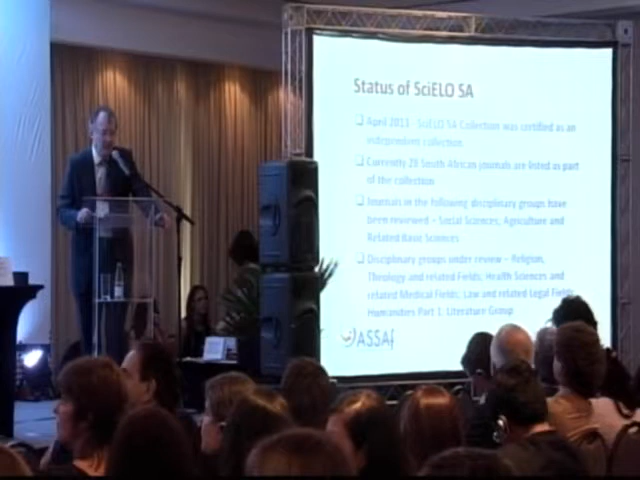 Status of SciELO SA
❑ April 2013 - SciELO SA Collection was certified as an
independent collection.
❑ Currently 28 South African journals are listed as part
of the collection
❑ Journals in the following disciplinary groups have
been reviewed – Social Sciences; Agriculture and
Related Basic Sciences
❑ Disciplinary groups under review – Religion,
Theology and related Fields; Health Sciences and
related Medical Fields; Law and related Legal Fields
Humanities Part 1: Literature Group
ASSAf